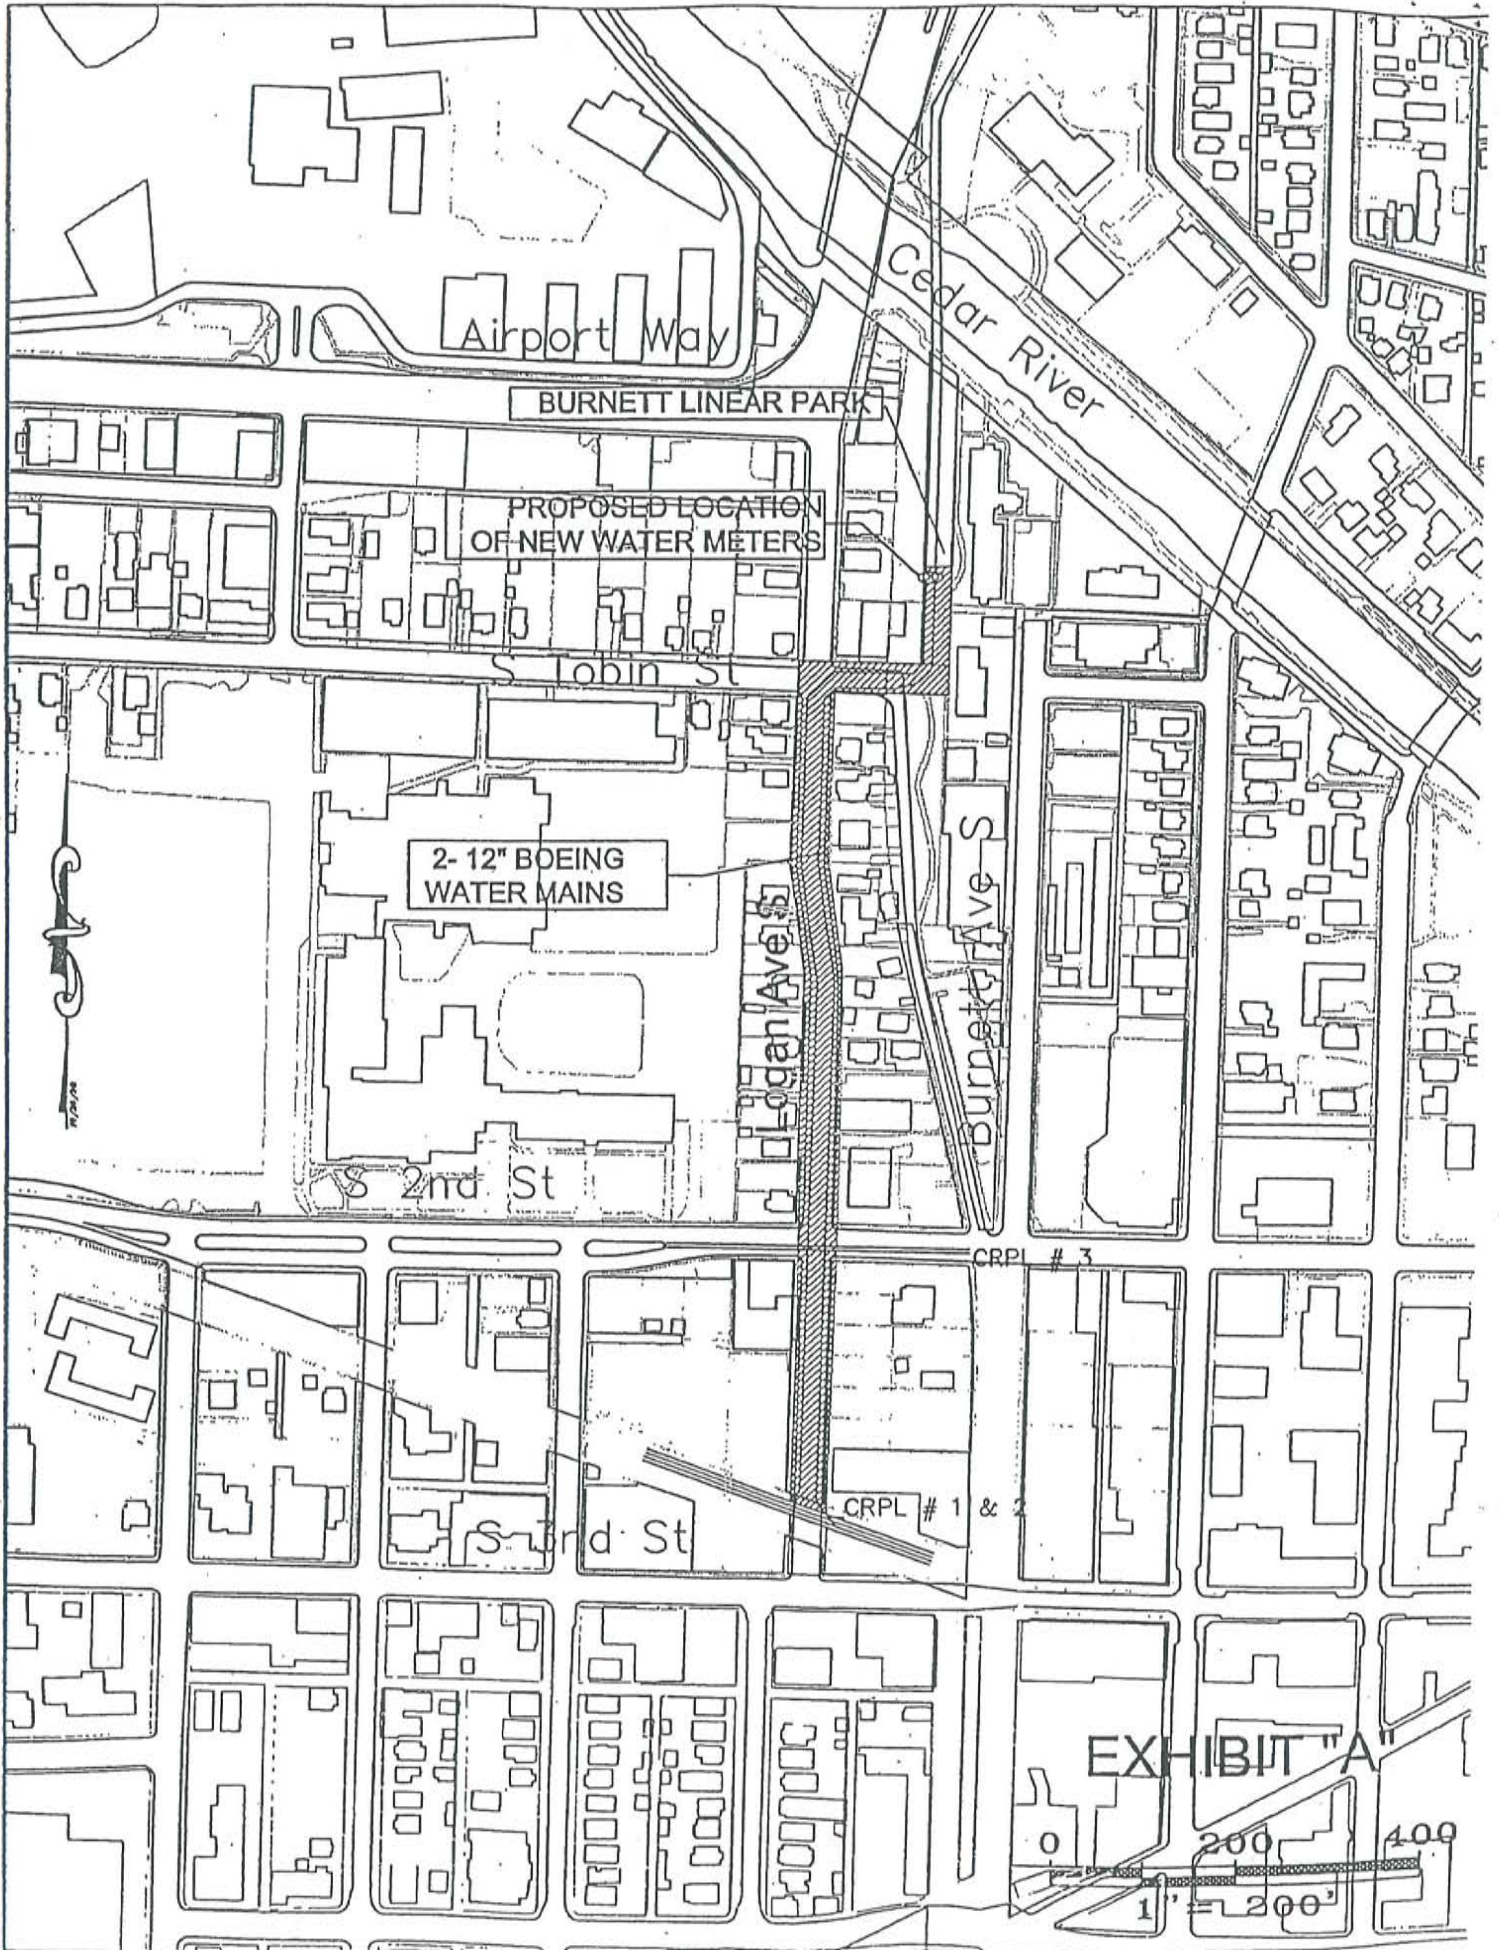 Cedar River
Airport Way
BURNETT LINEAR PARK
PROPOSED LOCATION
OF NEW WATER METERS
S Tobin St
2- 12" BOEING
WATER MAINS
Logan Ave S
Burnett Ave S
S 2nd St
CRPL # 3
CRPL # 1 & 2
S 3rd St
EXHIBIT "A"
0 200 400
1" = 200'